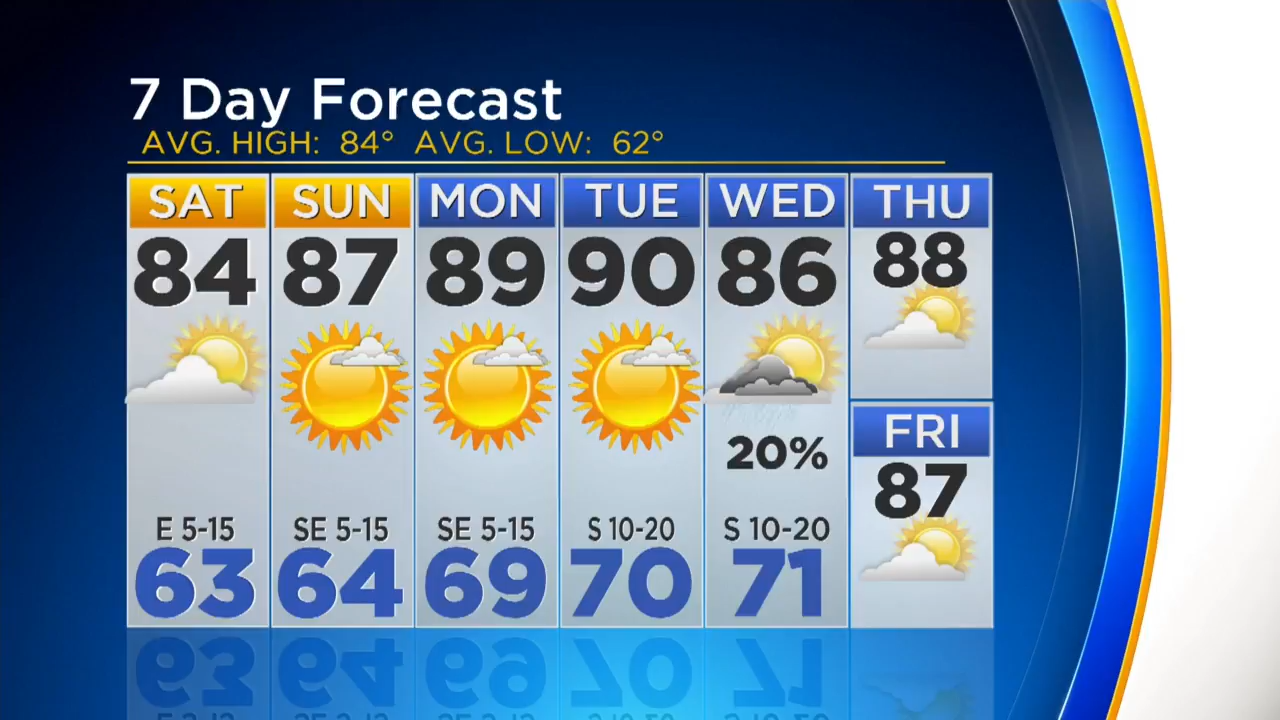 7 Day Forecast
AVG. HIGH: 84° AVG. LOW: 62°
SAT SUN MON TUE WED THU
84 87 89 90 86 88
20%
FRI
87
E 5-15 SE 5-15 SE 5-15 S 10-20 S 10-20
63 64 69 70 71